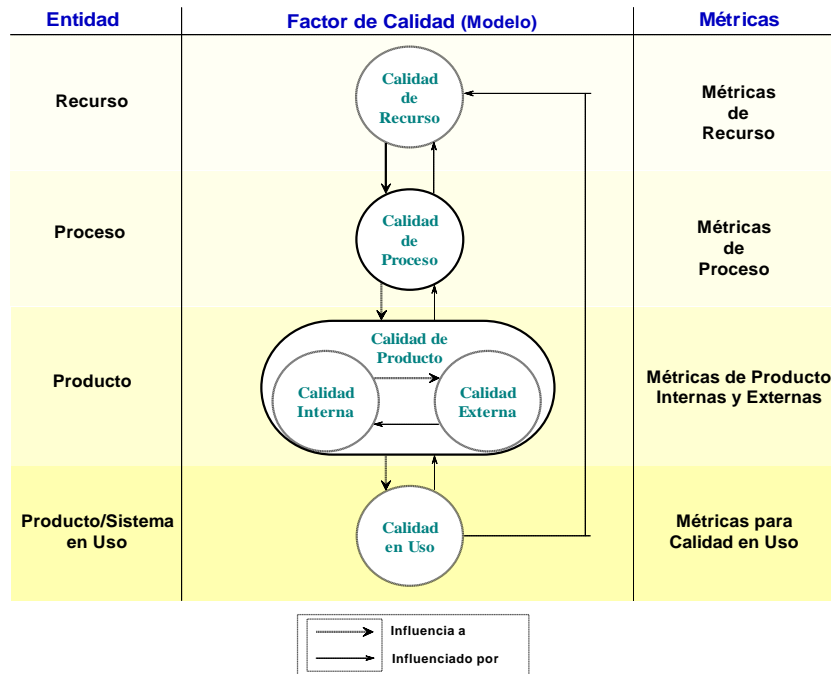 Entidad
Factor de Calidad (Modelo)
Métricas
Recurso
Calidad
de
Recurso
Métricas
de
Recurso
Proceso
Calidad
de
Proceso
Métricas
de
Proceso
Producto
Calidad de
Producto
Calidad
Interna
Calidad
Externa
Métricas de Producto
Internas y Externas
Producto/Sistema
en Uso
Calidad
en Uso
Métricas para
Calidad en Uso
Influencia a
Influenciado por